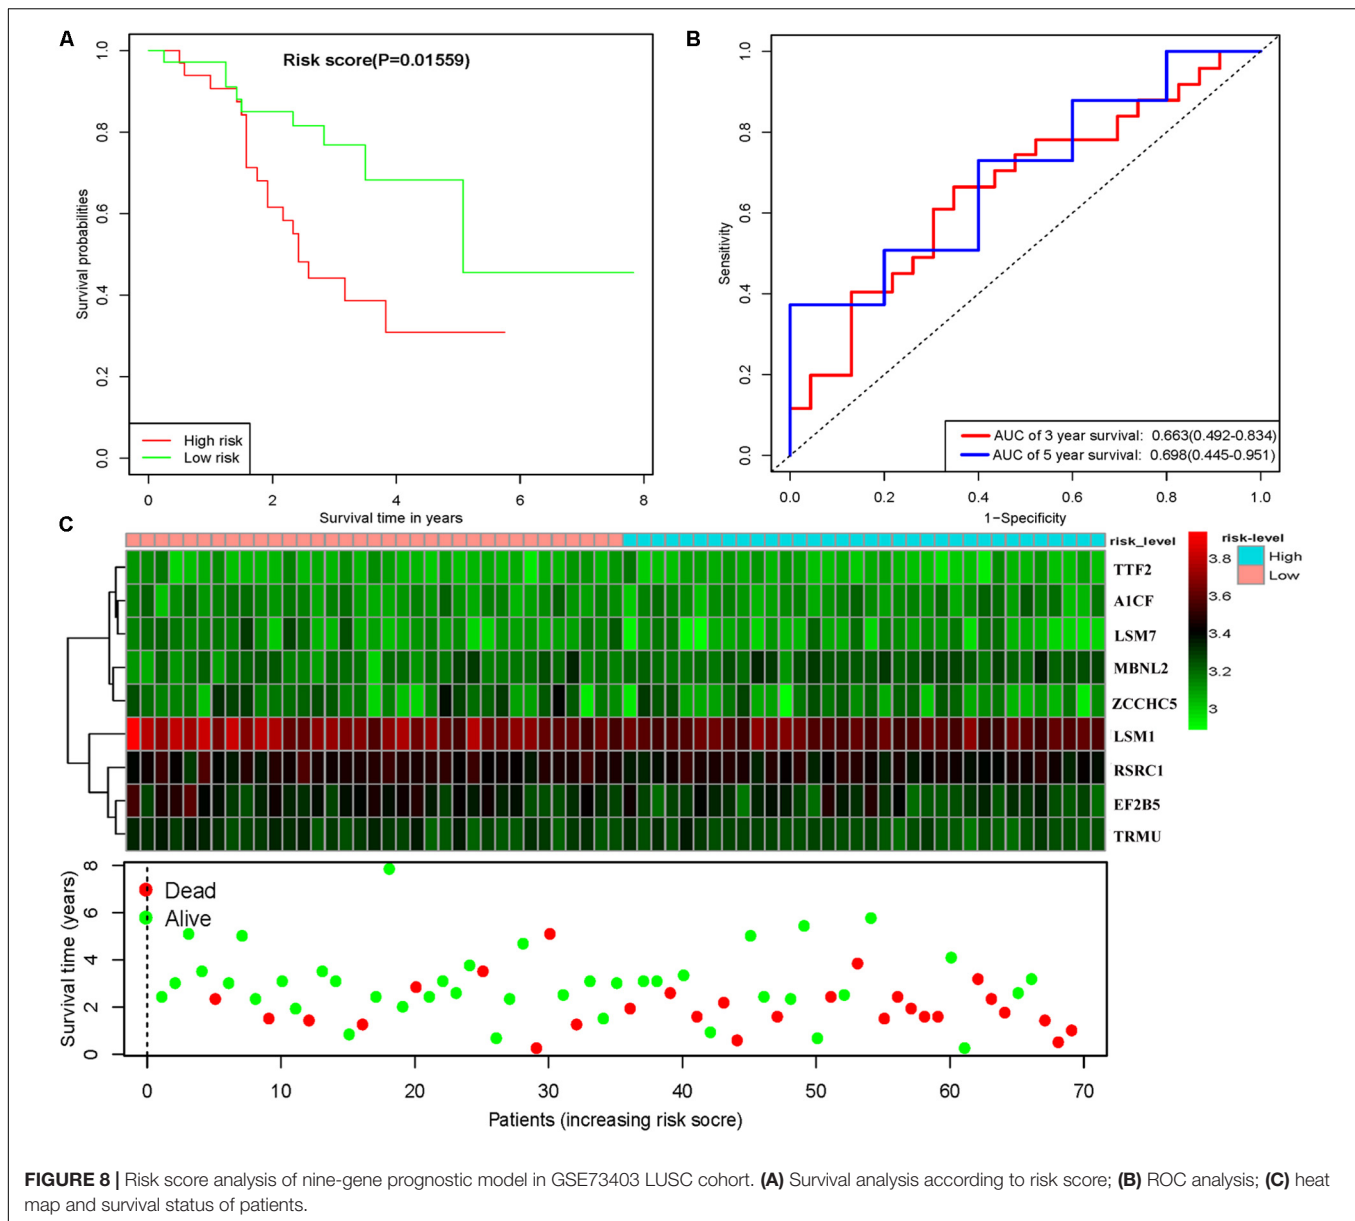 A
Risk score(P=0.01559)
Survival probabilities
1.0
0.8
0.6
0.4
0.2
0.0
High risk
Low risk
0 2 4 6 8
Survival time in years
B
Sensitivity
1.0
0.8
0.6
0.4
0.2
0.0
AUC of 3 year survival: 0.663(0.492-0.834)
AUC of 5 year survival: 0.698(0.445-0.951)
0.0 0.2 0.4 0.6 0.8 1.0
1-Specificity
C
risk_level
TTF2
A1CF
LSM7
MBNL2
ZCCHC5
LSM1
RSRC1
EF2B5
TRMU
3.8
3.6
3.4
3.2
3
risk-level
High
Low
Survival time (years)
8
6
4
2
0
Dead
Alive
0 10 20 30 40 50 60 70
Patients (increasing risk socre)
FIGURE 8 | Risk score analysis of nine-gene prognostic model in GSE73403 LUSC cohort. (A) Survival analysis according to risk score; (B) ROC analysis; (C) heat
map and survival status of patients.